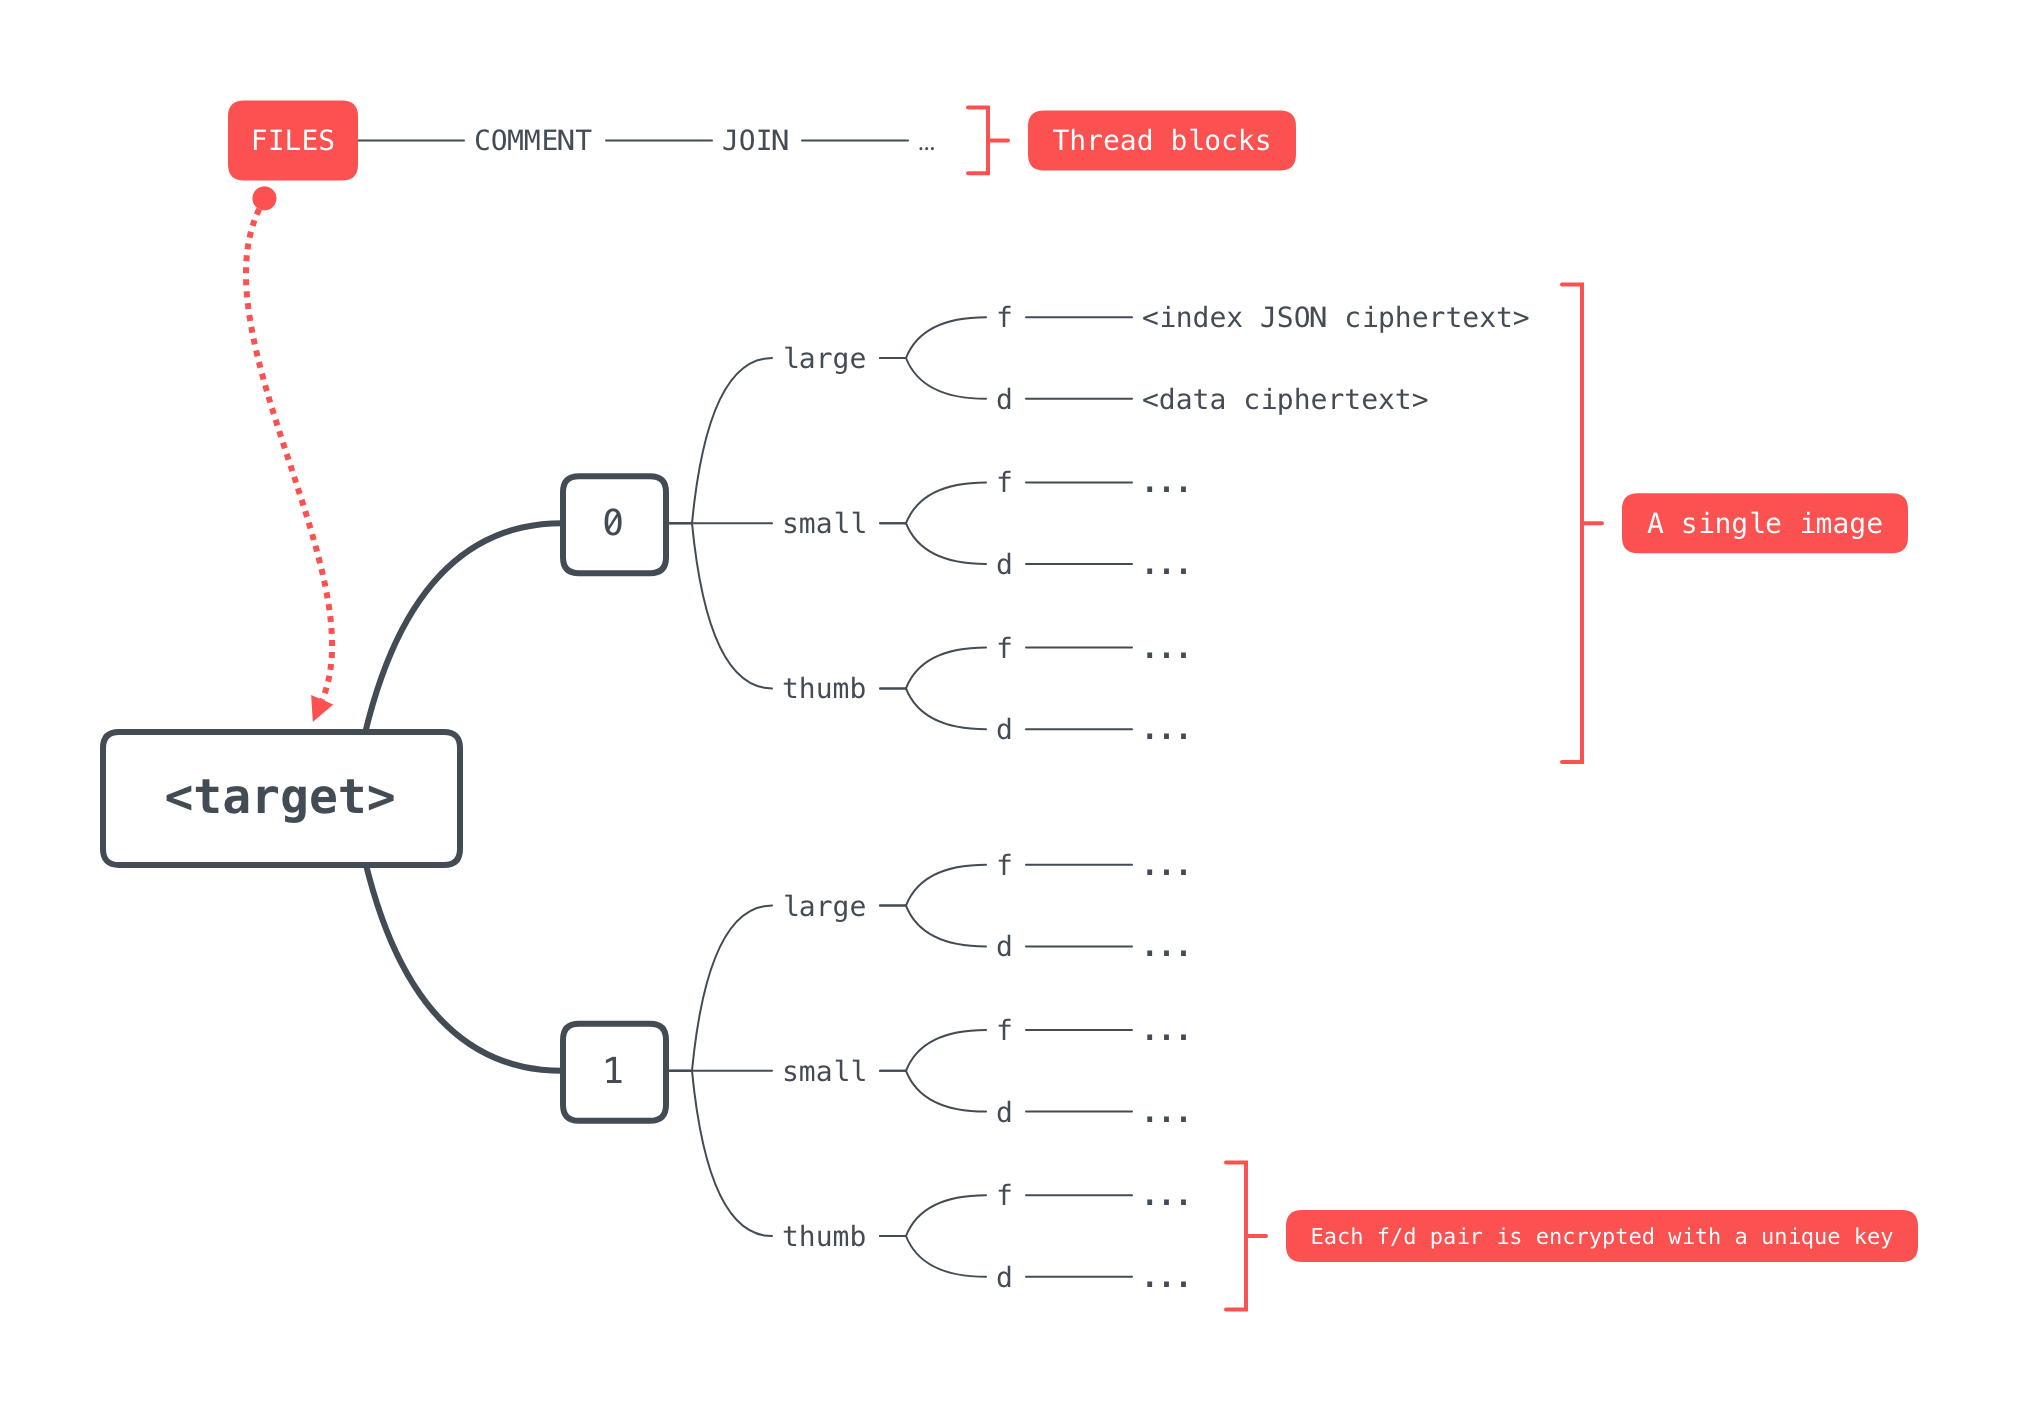 FILES COMMENT JOIN ... Thread blocks
f <index JSON ciphertext>
large
d <data ciphertext>
f ...
0 small A single image
d ...
f ...
thumb
d ...
<target>
f ...
large
d ...
f ...
1 small
d ...
f ...
thumb Each f/d pair is encrypted with a unique key
d ...